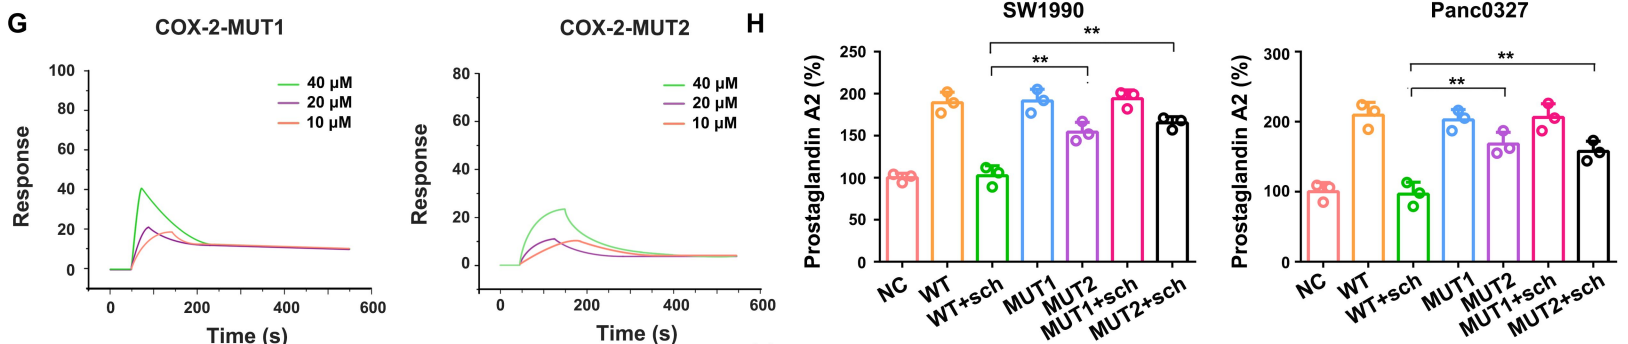 G
COX-2-MUT1
Response
100
80
60
40
20
0
40 µM
20 µM
10 µM
0
200
400
600
Time (s)
COX-2-MUT2
Response
80
60
40
20
0
40 µM
20 µM
10 µM
0
200
400
600
Time (s)
H
SW1990
Prostaglandin A2 (%)
250
200
150
100
50
0
**
**
NC
WT
WT+sch
MUT1
MUT2
MUT1+sch
MUT2+sch
Panc0327
Prostaglandin A2 (%)
300
200
100
0
**
**
NC
WT
WT+sch
MUT1
MUT2
MUT1+sch
MUT2+sch